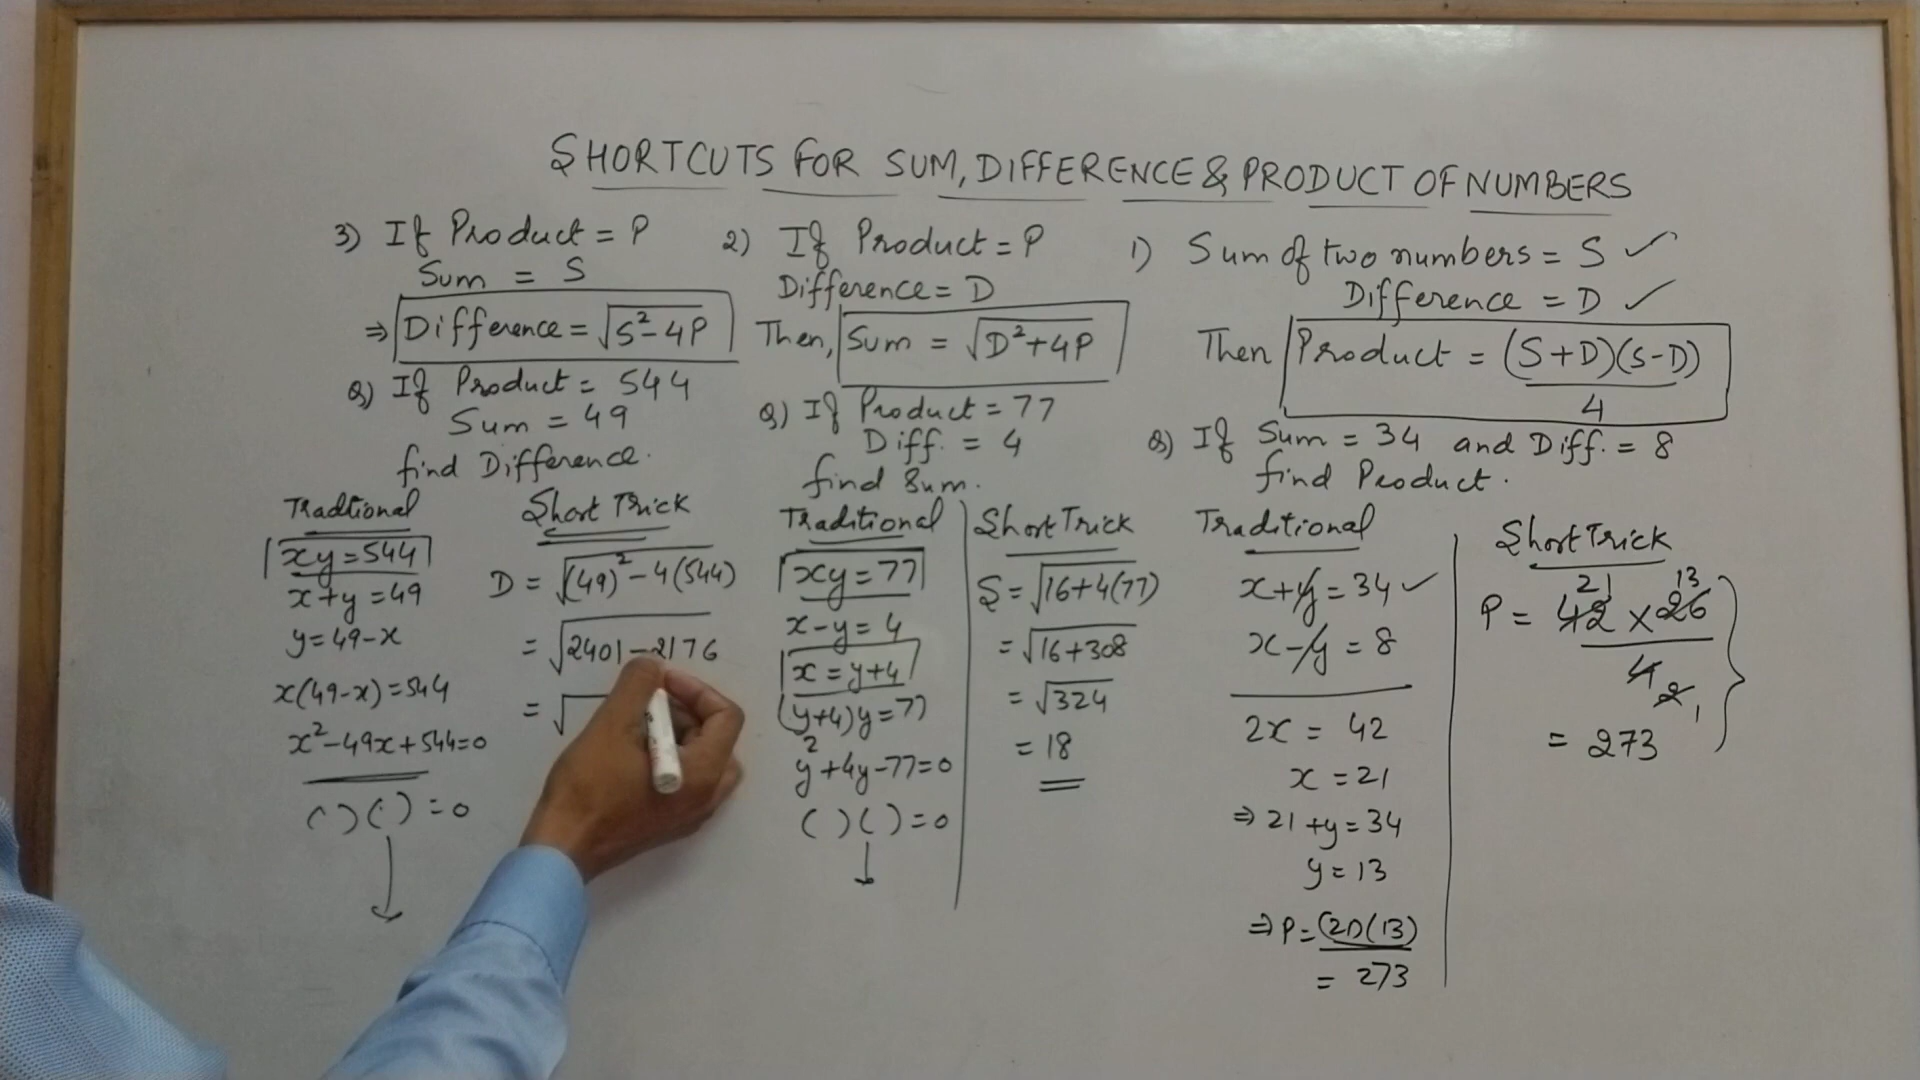 SHORTCUTS FOR SUM, DIFFERENCE & PRODUCT OF NUMBERS
3) If Product = P
Sum = S
⇒ Difference = √S²-4P
Q) If Product = 544
Sum = 49
find Difference.
Tradtional
xy = 544
x+y = 49
y = 49-x
x(49-x) = 544
x²-49x+544=0
( ) ( ) = 0
Short Trick
D = √(49)²-4(544)
= √2401-2176
= √
2) If Product = P
Difference = D
Then, Sum = √D²+4P
Q) If Product = 77
Diff. = 4
find Sum.
Traditional
xy = 77
x-y = 4
x = y+4
(y+4)y = 77
y²+4y-77=0
( ) ( ) = 0
Short Trick
S = √16+4(77)
= √16+308
= √324
= 18
1) Sum of two numbers = S ✓
Difference = D ✓
Then Product = (S+D)(S-D)
4
Q) If Sum = 34 and Diff. = 8
find Product.
Traditional
x+y = 34 ✓
x-y = 8
2x = 42
x = 21
⇒ 21+y = 34
y = 13
⇒ P = (21)(13)
= 273
Short Trick
21 13
P = 42 x 26
4 2 1
= 273